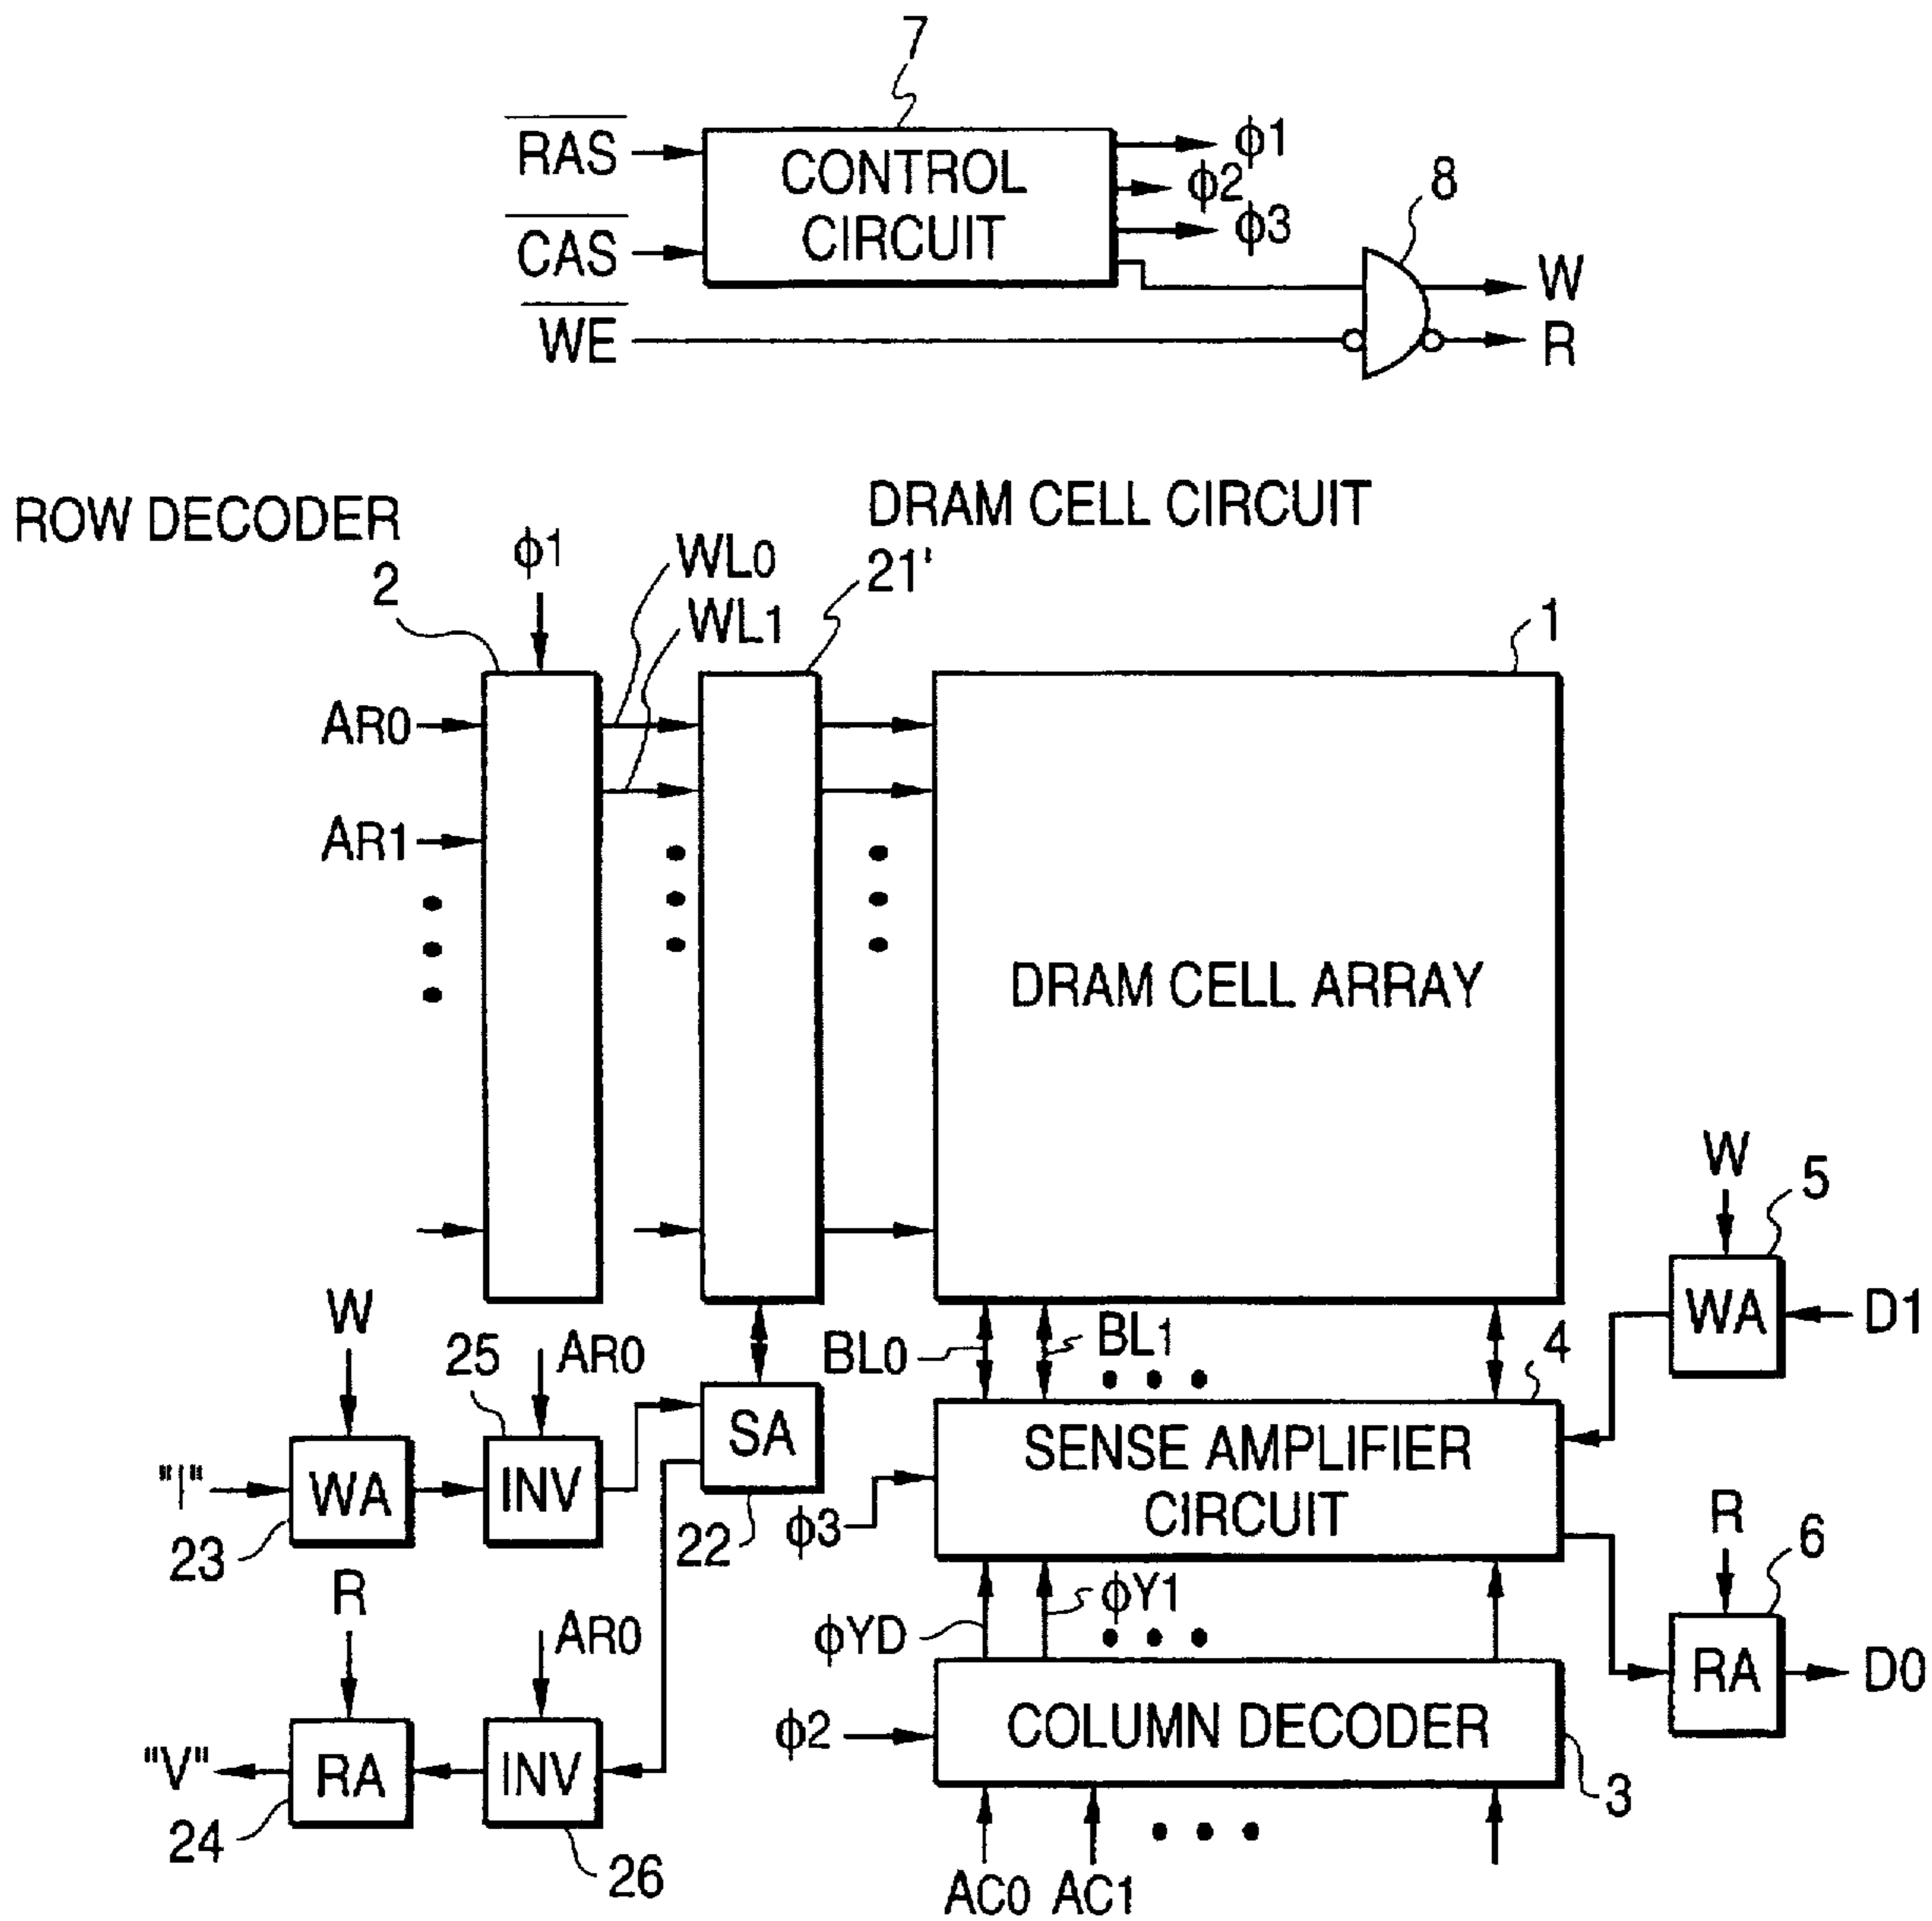 7
RAS
CAS
WE
CONTROL
CIRCUIT
ϕ1
ϕ2
ϕ3
8
W
R
ROW DECODER
2
ϕ1
WL0
WL1
DRAM CELL CIRCUIT
21'
1
AR0
AR1
DRAM CELL ARRAY
W
5
WA
D1
W
25
AR0
BL0
BL1
4
"I"
WA
23
INV
SA
22
ϕ3
SENSE AMPLIFIER
CIRCUIT
R
6
RA
D0
R
AR0
ϕYD
ϕY1
"V"
RA
24
INV
26
ϕ2
COLUMN DECODER
3
AC0
AC1